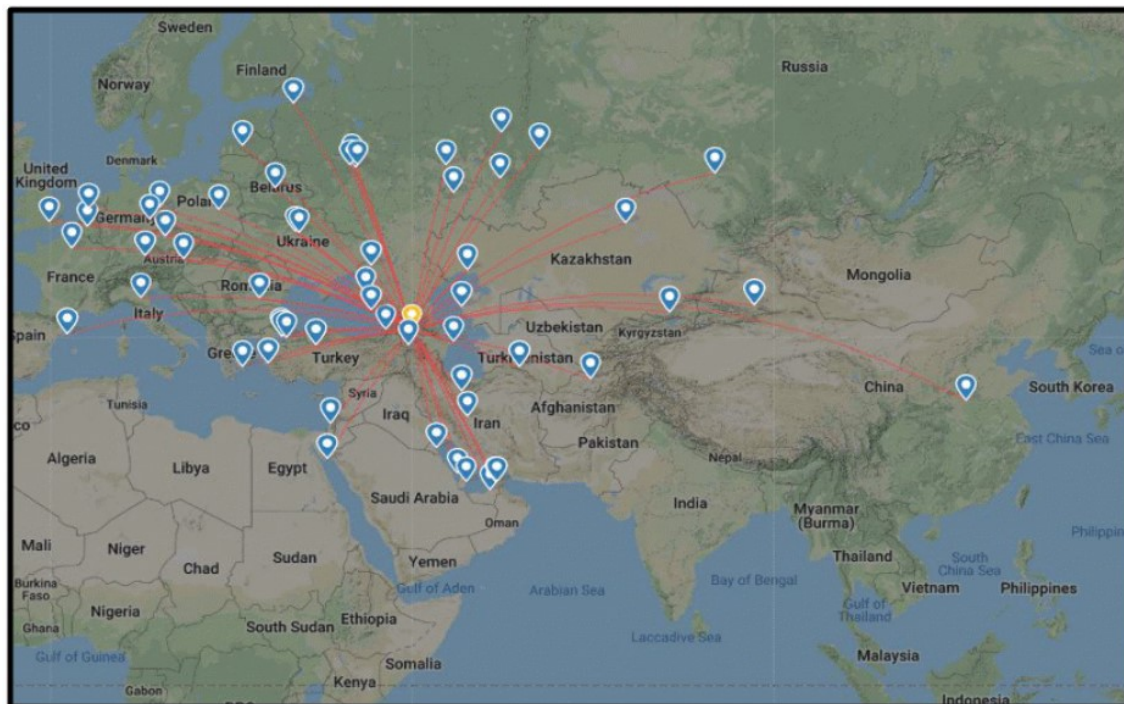 Sweden
Finland
Norway
Russia
United
Kingdom
Denmark
Belarus
Poland
Germany
Ukraine
Austria
France
Kazakhstan
Mongolia
Romania
Italy
Spain
Uzbekistan
Kyrgyzstan
Greece
Turkey
Turkmenistan
Sea of
China
South Korea
Syria
Tunisia
Iraq
Iran
Afghanistan
co
East China Sea
Pakistan
Algeria
Libya
Egypt
Nepal
Saudi Arabia
India
Oman
Myanmar
(Burma)
Mali
Niger
Chad
Sudan
Yemen
Thailand
South
China Sea
Philippin
Burkina
Faso
Gulf of Aden
Arabian Sea
Bay of Bengal
Vietnam
Philippines
Nigeria
Ethiopia
Gulf of
Thailand
Ghana
South Sudan
Laccadive Sea
Gulf of Guinea
Somalia
Malaysia
Kenya
Gabon
Indonesia